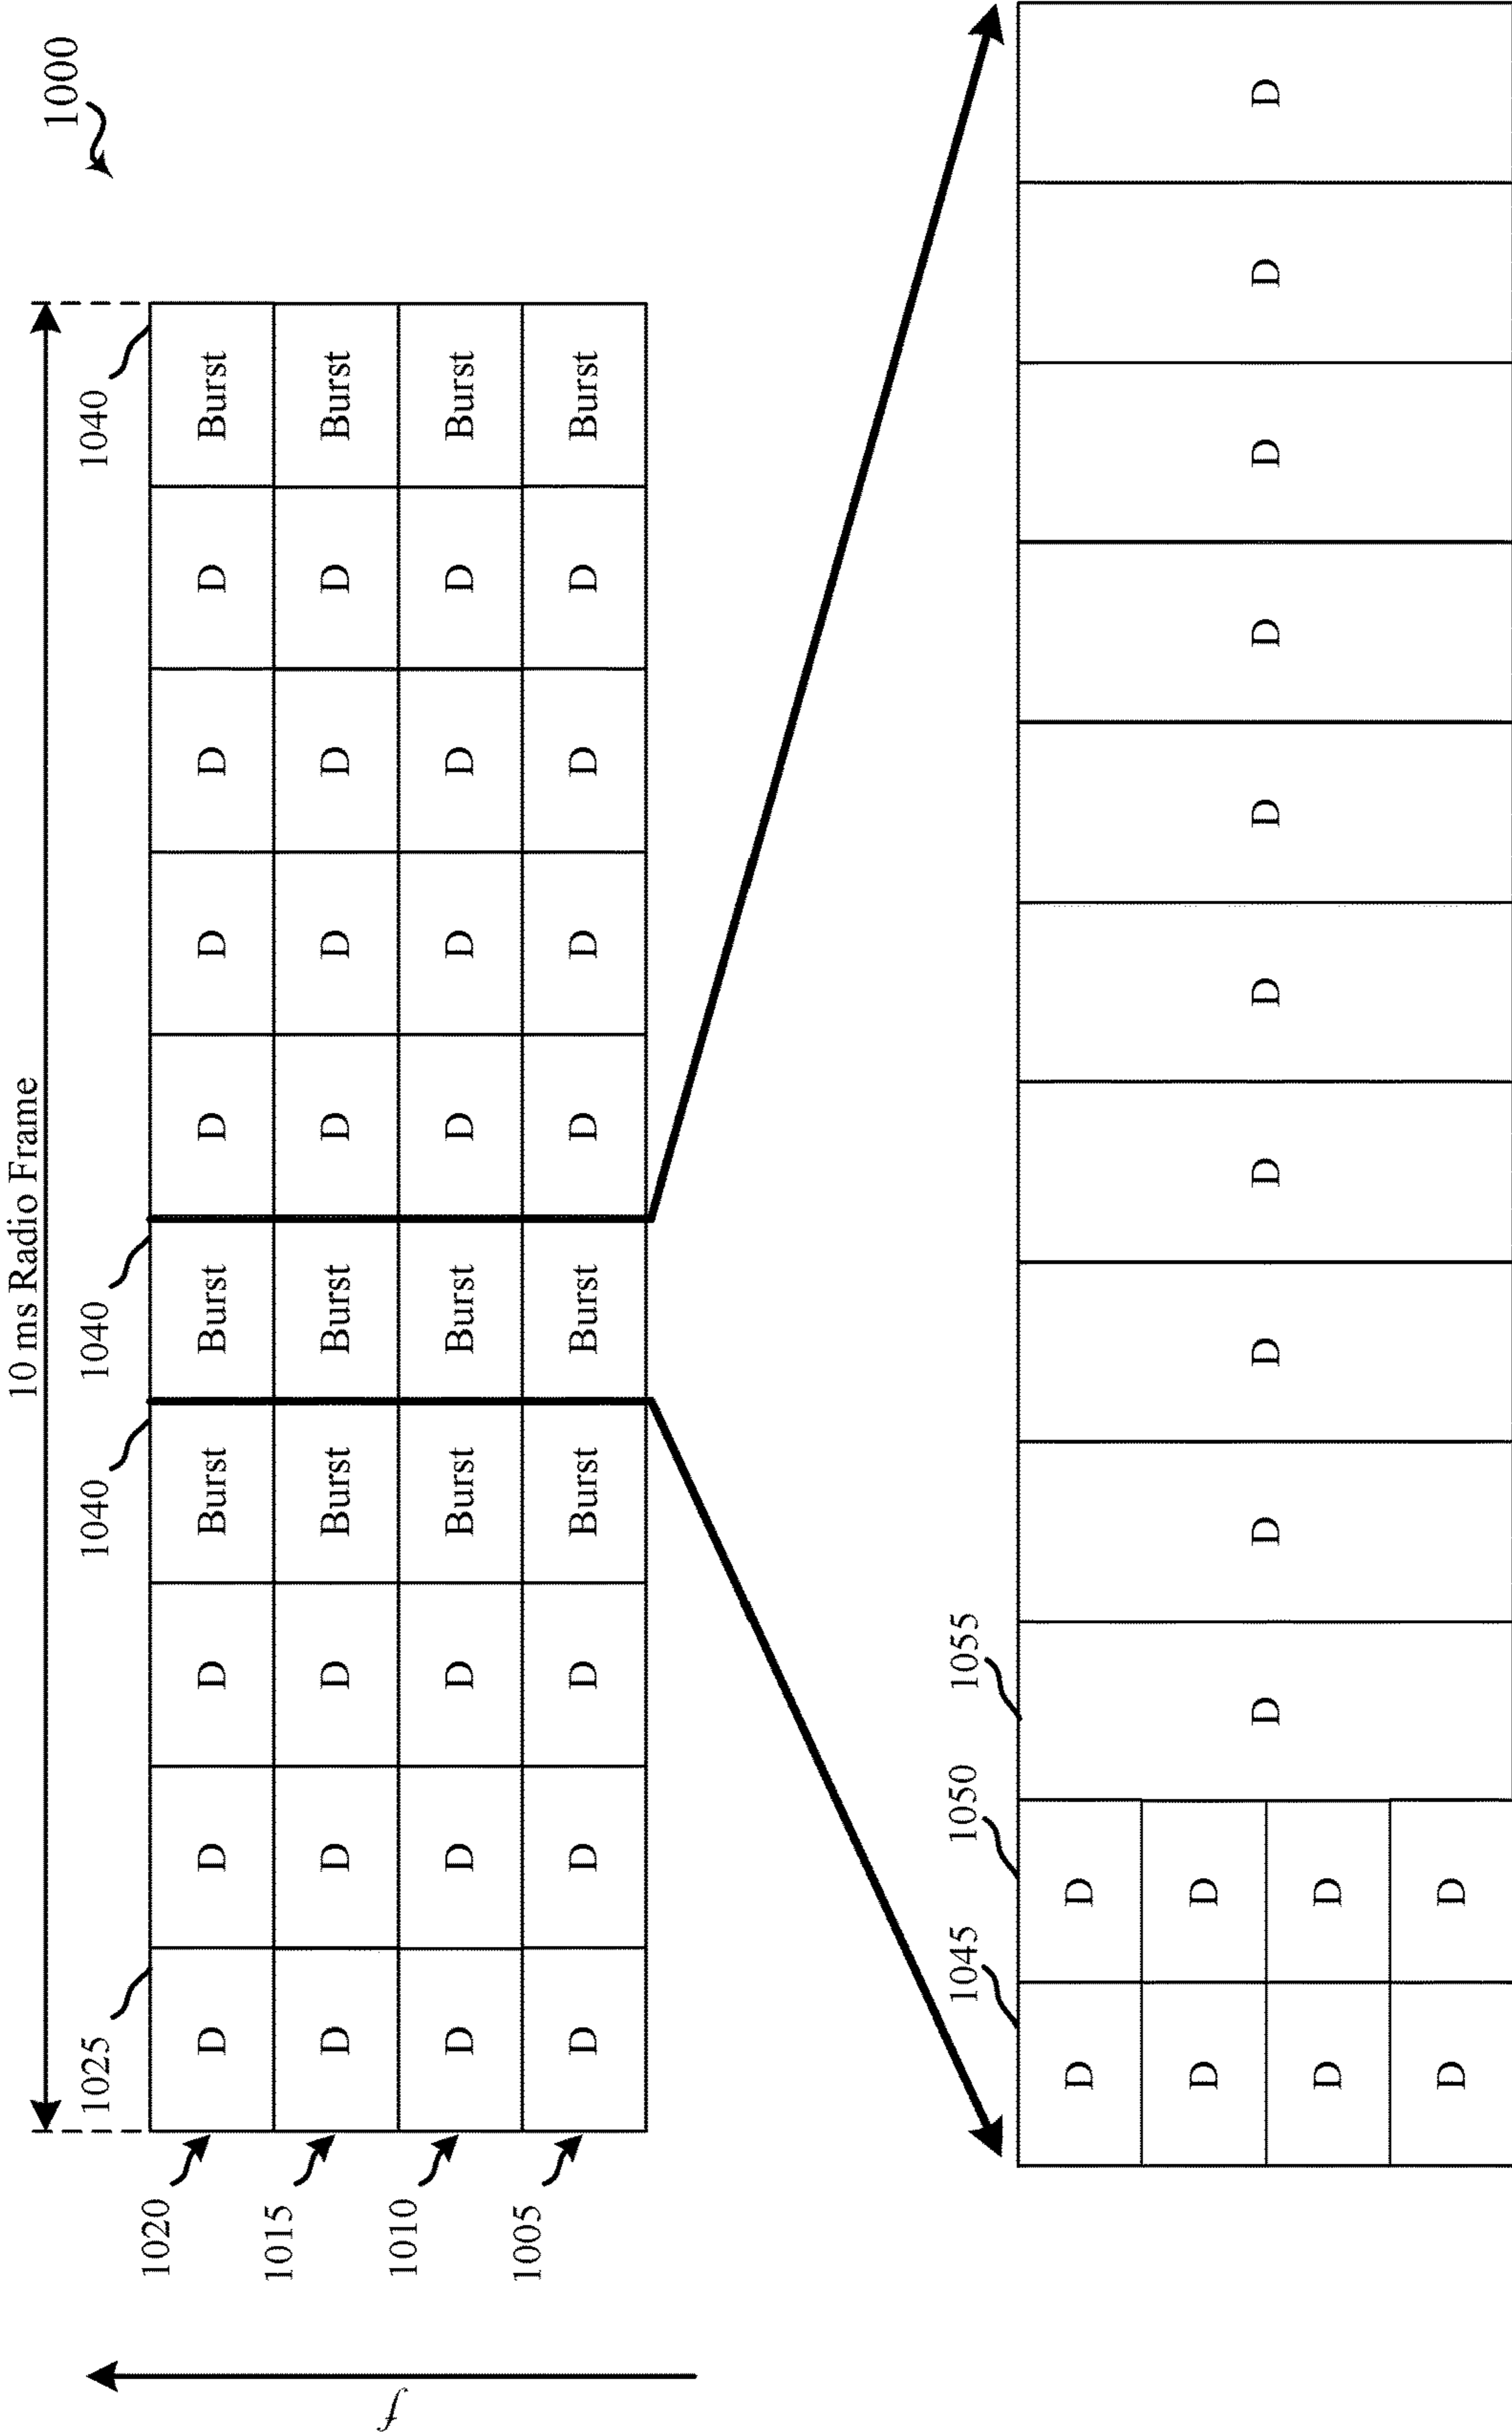 10 ms Radio Frame
1000
1025 1040 1040 1040
1020 D D D Burst Burst D D D D Burst
1015 D D D Burst Burst D D D D Burst
f
1010 D D D Burst Burst D D D D Burst
1005 D D D Burst Burst D D D D Burst
1045 1050 1055
D D
D D
D D D D D D D D D D
D D
D D